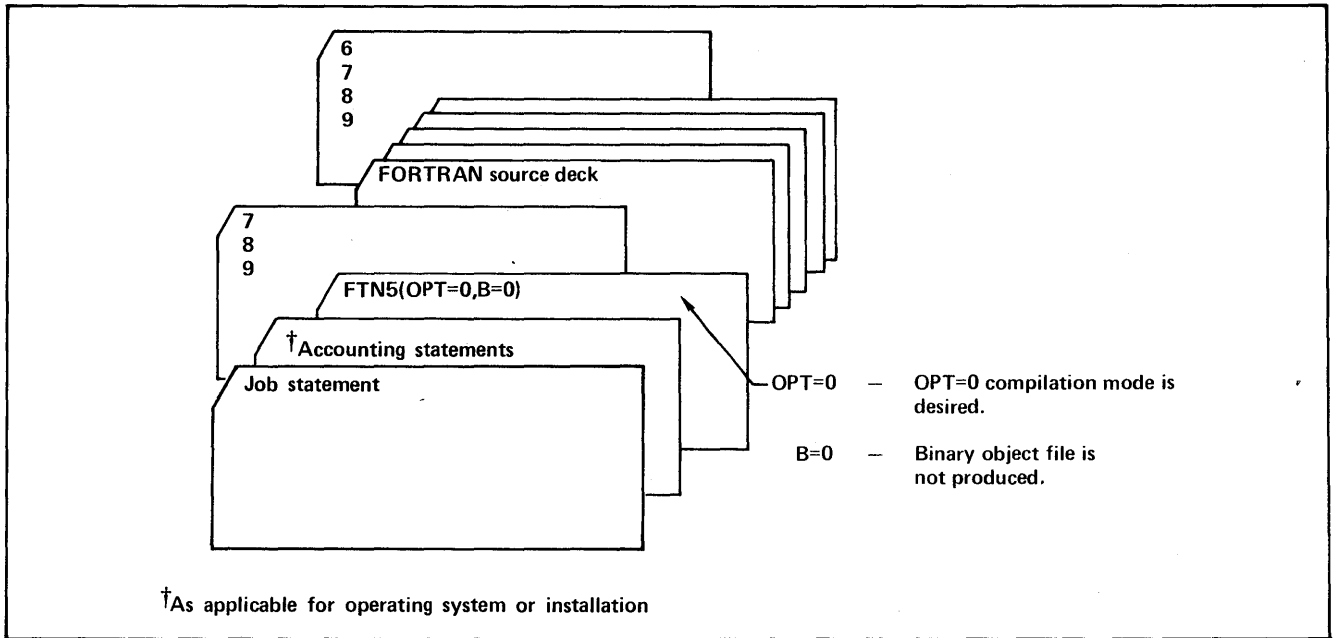 6
7
8
9
FORTRAN source deck
7
8
9
FTN5(OPT=0,B=0)
†Accounting statements
Job statement
OPT=0 — OPT=0 compilation mode is
desired.
B=0 — Binary object file is
not produced.
†As applicable for operating system or installation